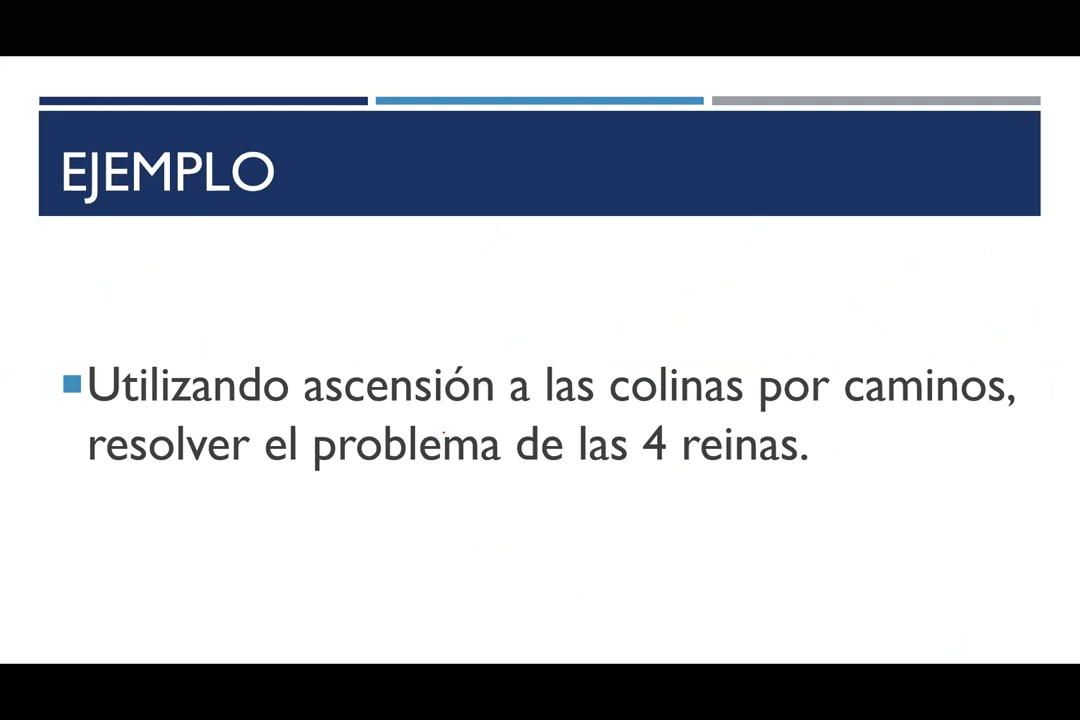 EJEMPLO
Utilizando ascensión a las colinas por caminos,
resolver el problema de las 4 reinas.